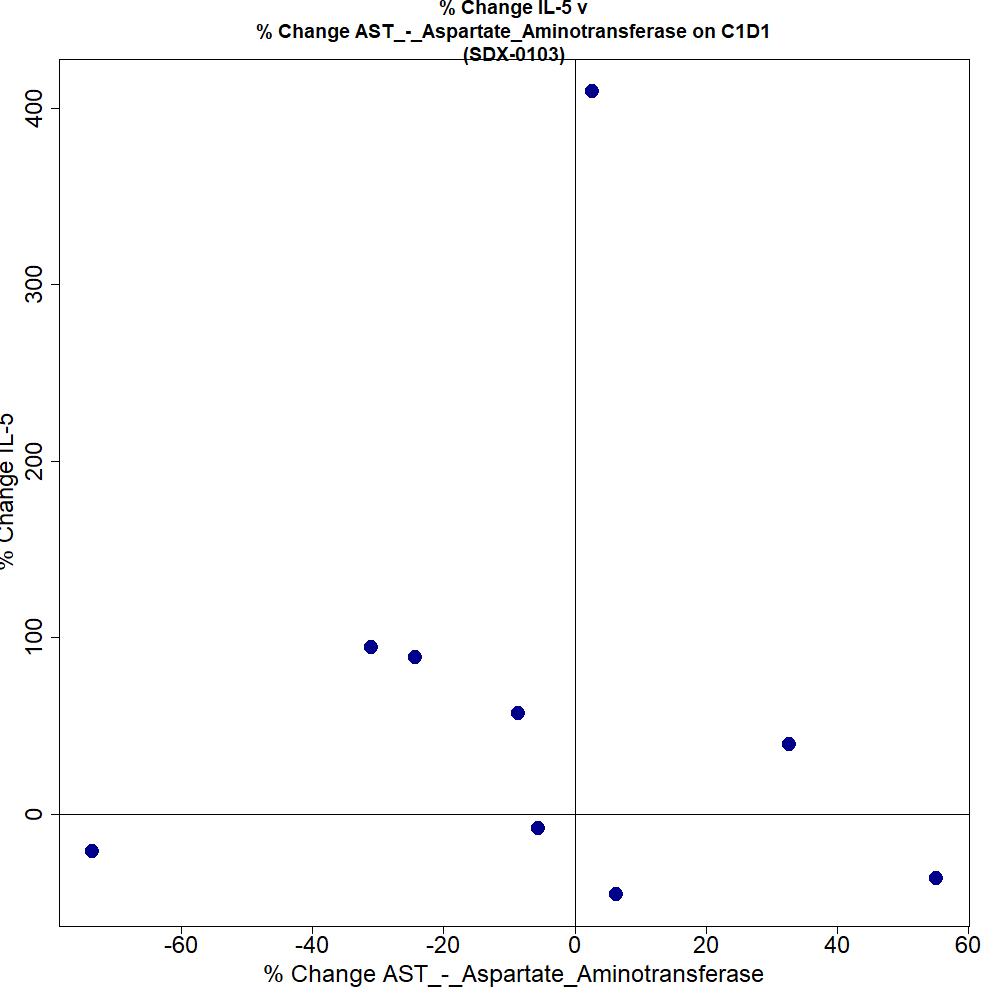 % Change IL-5 v
% Change AST_-_Aspartate_Aminotransferase on C1D1
(SDX-0103)
% Change IL-5
400
300
200
100
0
-60 -40 -20 0 20 40 60
% Change AST_-_Aspartate_Aminotransferase